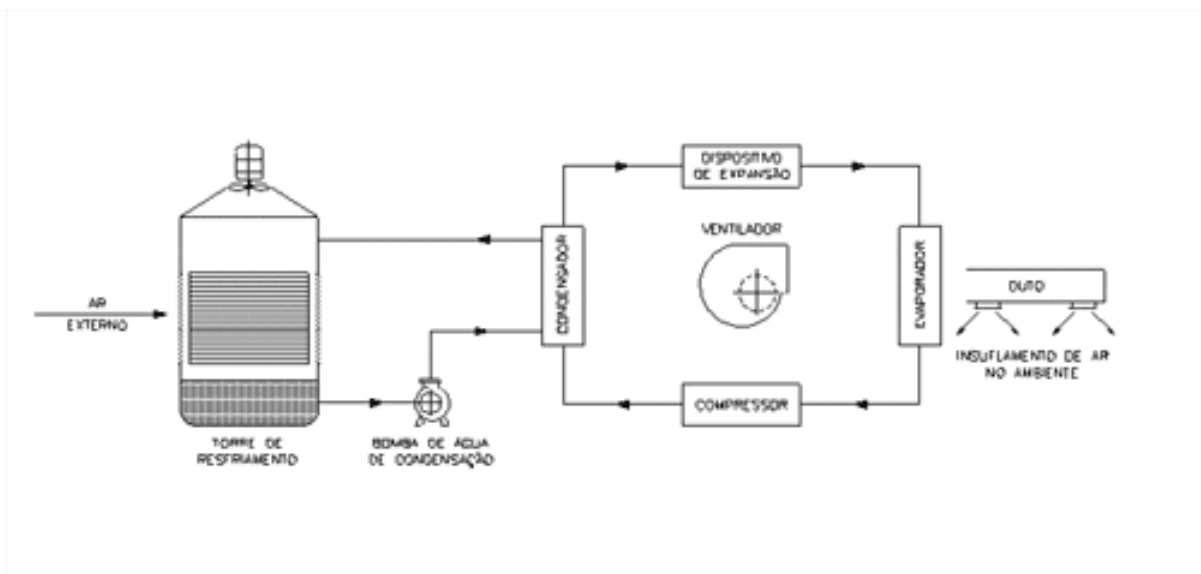 AR
EXTERNO
TORRE DE
RESFRIAMENTO
BOMBA DE ÁGUA
DE CONDENSAÇÃO
CONDENSADOR
DISPOSITIVO
DE EXPANSÃO
VENTILADOR
COMPRESSOR
EVAPORADOR
DUTO
INSUFLAMENTO DE AR
NO AMBIENTE